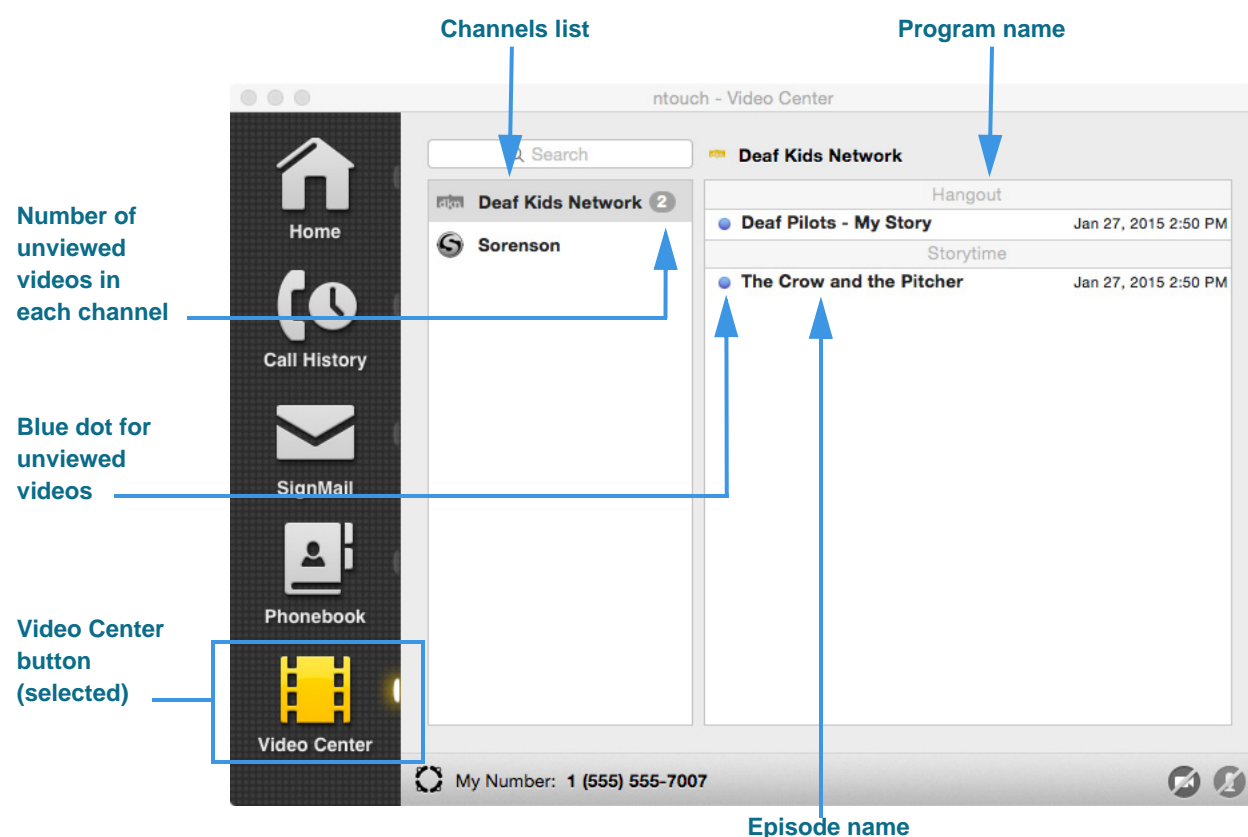 Channels list
Program name
ntouch - Video Center
Search
Deaf Kids Network
dkn
Deaf Kids Network 2
Hangout
Number of
unviewed
videos in
each channel
Home
Deaf Pilots - My Story Jan 27, 2015 2:50 PM
Sorenson
Storytime
The Crow and the Pitcher Jan 27, 2015 2:50 PM
Call History
Blue dot for
unviewed
videos
SignMail
Phonebook
Video Center
button
(selected)
Video Center
My Number: 1 (555) 555-7007
Episode name